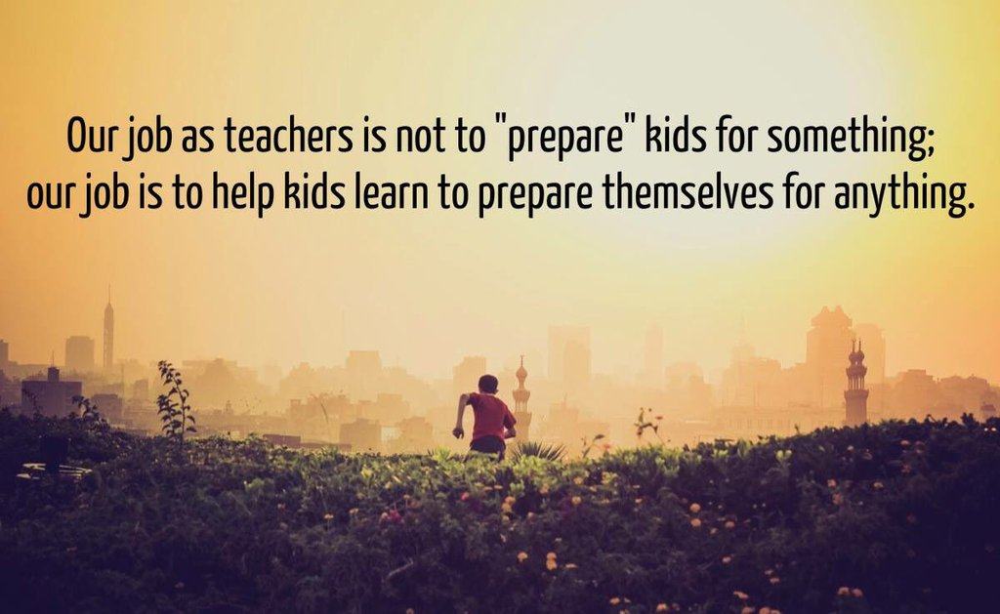 Our job as teachers is not to "prepare" kids for something;
our job is to help kids learn to prepare themselves for anything.